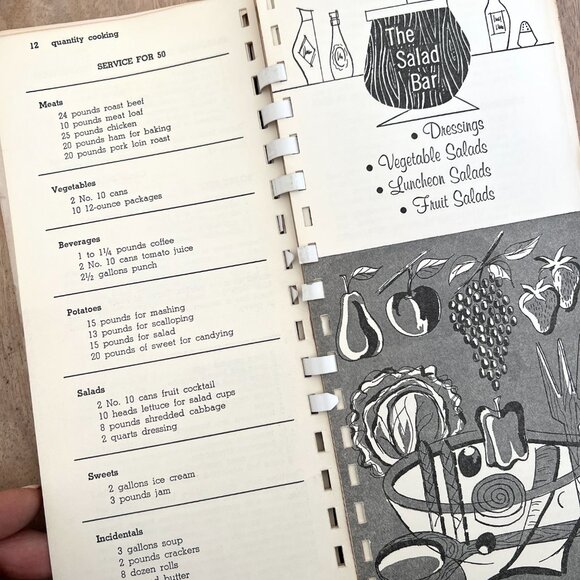 12 quantity cooking
SERVICE FOR 50
Meats
24 pounds roast beef
10 pounds meat loaf
25 pounds chicken
20 pounds ham for baking
20 pounds pork loin roast
Vegetables
2 No. 10 cans
10 12-ounce packages
Beverages
1 to 1¼ pounds coffee
2 No. 10 cans tomato juice
2½ gallons punch
Potatoes
15 pounds for mashing
13 pounds for scalloping
15 pounds for salad
20 pounds of sweet for candying
Salads
2 No. 10 cans fruit cocktail
10 heads lettuce for salad cups
8 pounds shredded cabbage
2 quarts dressing
Sweets
2 gallons ice cream
3 pounds jam
Incidentals
3 gallons soup
2 pounds crackers
8 dozen rolls
butter
The
Salad
Bar
• Dressings
• Vegetable Salads
• Luncheon Salads
• Fruit Salads